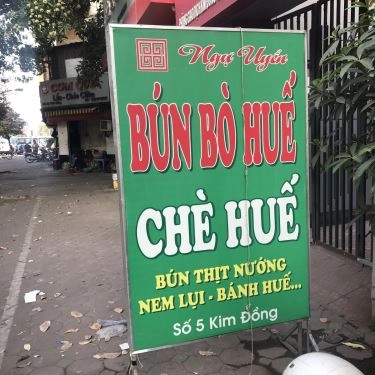 Ngự Uyển
BÚN BÒ HUẾ
CHÈ HUẾ
BÚN THỊT NƯỚNG
NEM LỤI - BÁNH HUẾ...
Số 5 Kim Đồng